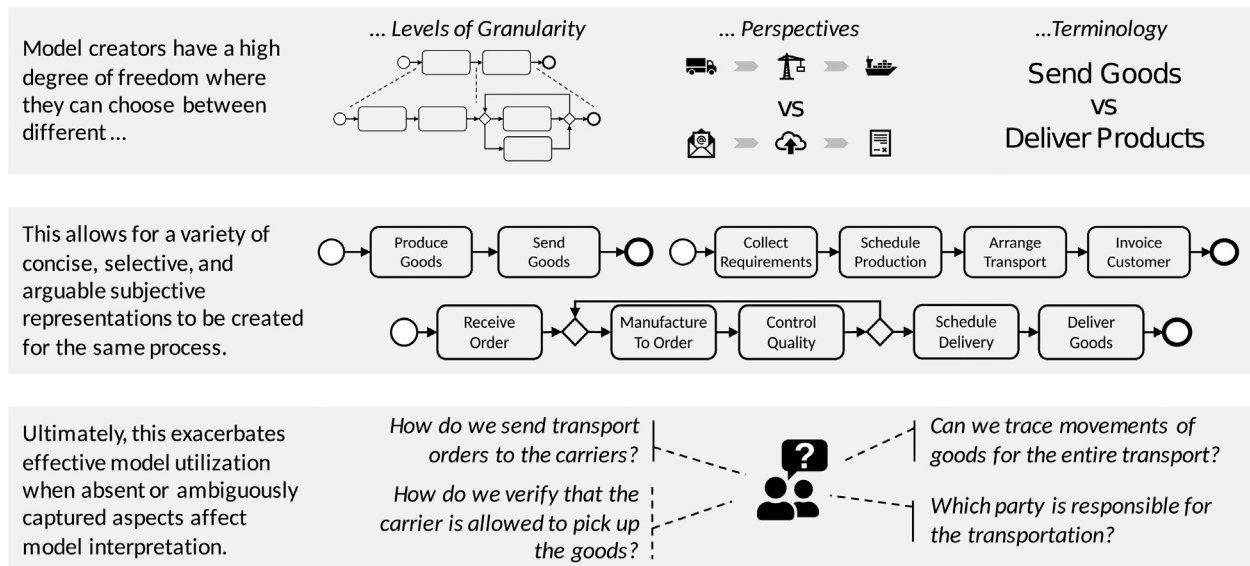 Model creators have a high
degree of freedom where
they can choose between
different ...
... Levels of Granularity
... Perspectives
VS
@
...Terminology
Send Goods
vs
Deliver Products
This allows for a variety of
concise, selective, and
arguable subjective
representations to be created
for the same process.
Produce
Goods
Send
Goods
Collect
Requirements
Schedule
Production
Arrange
Transport
Invoice
Customer
Receive
Order
Manufacture
To Order
Control
Quality
Schedule
Delivery
Deliver
Goods
Ultimately, this exacerbates
effective model utilization
when absent or ambiguously
captured aspects affect
model interpretation.
How do we send transport
orders to the carriers?
How do we verify that the
carrier is allowed to pick up
the goods?
?
Can we trace movements of
goods for the entire transport?
Which party is responsible for
the transportation?